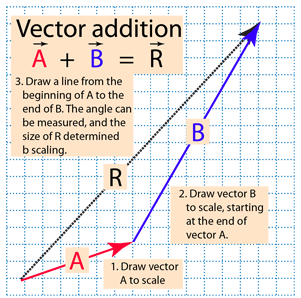 Vector addition
A + B = R
3. Draw a line from the
beginning of A to the
end of B. The angle can
be measured, and the
size of R determined
b scaling.
B
R
2. Draw vector B
to scale, starting
at the end of
vector A.
A
1. Draw vector
A to scale